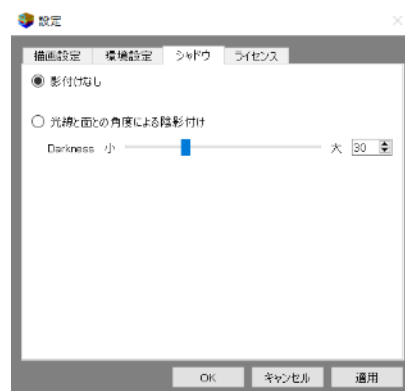 設定
描画設定 環境設定 シャドウ ライセンス
影付けなし
光線と面との角度による陰影付け
Darkness 小 大 30
OK キャンセル 適用